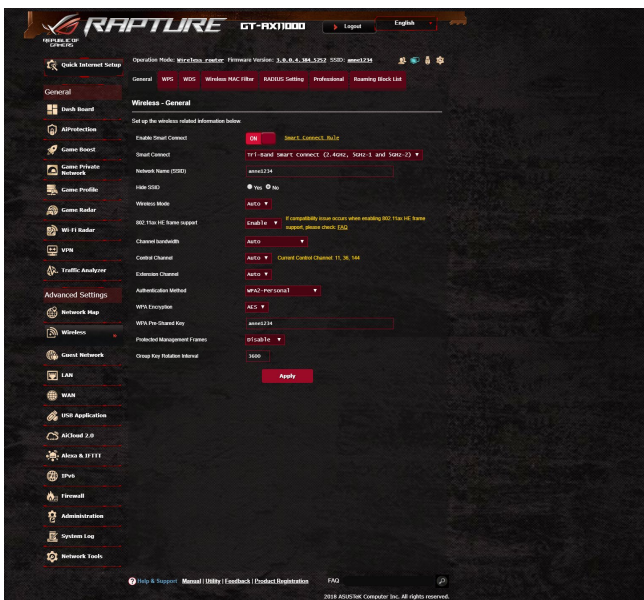 REPUBLIC OF
GAMERS
RAPTURE
GT-AX11000
Logout
English
Quick Internet Setup
Operation Mode: Wireless router Firmware Version: 3.0.0.4.384_5252 SSID: anne1234
General WPS WDS Wireless MAC Filter RADIUS Setting Professional Roaming Block List
General
Dash Board
AiProtection
Game Boost
Game Private
Network
Game Profile
Game Radar
Wi-Fi Radar
VPN
Traffic Analyzer
Advanced Settings
Network Map
Wireless
Guest Network
LAN
WAN
USB Application
AiCloud 2.0
Alexa & IFTTT
IPv6
Firewall
Administration
System Log
Network Tools
Wireless - General
Set up the wireless related information below.
Enable Smart Connect ON Smart Connect Rule
Smart Connect Tri-Band Smart Connect (2.4GHz, 5GHz-1 and 5GHz-2)
Network Name (SSID) anne1234
Hide SSID Yes No
Wireless Mode Auto
802.11ax HE frame support Enable If compatibility issue occurs when enabling 802.11ax HE frame
support, please check: FAQ
Channel bandwidth Auto
Control Channel Auto Current Control Channel: 11, 36, 144
Extension Channel Auto
Authentication Method WPA2-Personal
WPA Encryption AES
WPA Pre-Shared Key anne1234
Protected Management Frames Disable
Group Key Rotation Interval 3600
Apply
Help & Support Manual | Utility | Feedback | Product Registration FAQ
2018 ASUSTeK Computer Inc. All rights reserved.